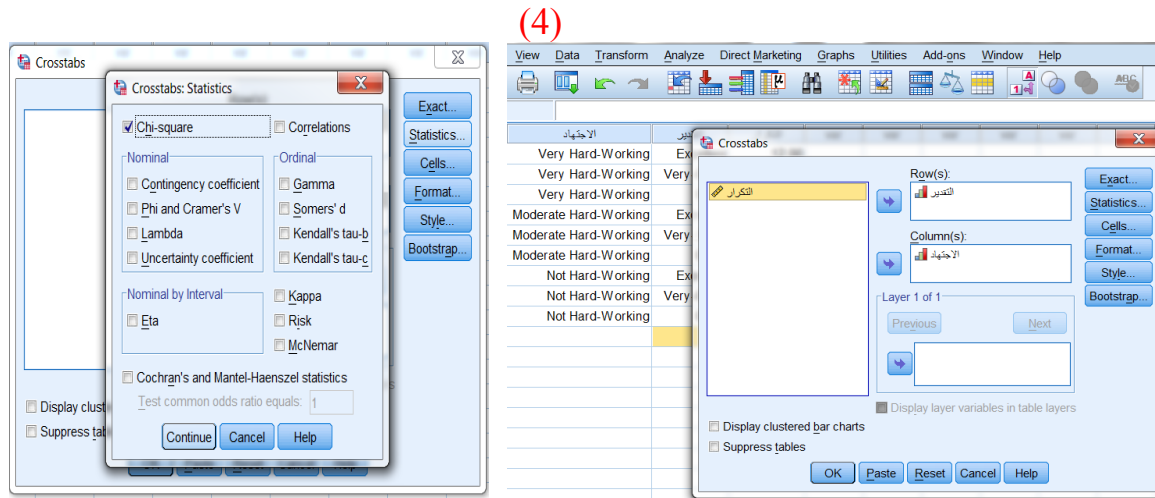 (4)
Crosstabs
Crosstabs: Statistics
Chi-square
Correlations
Nominal
Contingency coefficient
Phi and Cramer's V
Lambda
Uncertainty coefficient
Ordinal
Gamma
Somers' d
Kendall's tau-b
Kendall's tau-c
Nominal by Interval
Eta
Kappa
Risk
McNemar
Cochran's and Mantel-Haenszel statistics
Test common odds ratio equals: 1
Continue Cancel Help
Exact...
Statistics...
Cells...
Format...
Style...
Bootstrap...
Display clust
Suppress tab
View Data Transform Analyze Direct Marketing Graphs Utilities Add-ons Window Help
الاجتهاد
Very Hard-Working Ex
Very Hard-Working Very
Very Hard-Working
Moderate Hard-Working Ex
Moderate Hard-Working Very
Moderate Hard-Working
Not Hard-Working Ex
Not Hard-Working Very
Not Hard-Working
Crosstabs
التكرار
Row(s):
التقدير
Column(s):
الاجتهاد
Layer 1 of 1
Previous Next
Display layer variables in table layers
Exact...
Statistics...
Cells...
Format...
Style...
Bootstrap...
Display clustered bar charts
Suppress tables
OK Paste Reset Cancel Help